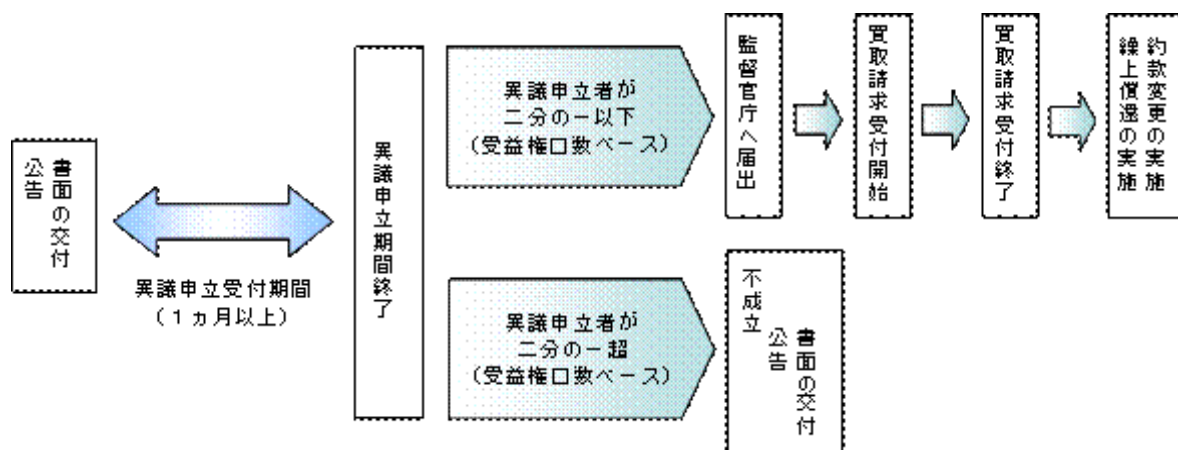 公告
書面の交付
異議申立受付期間
（１ヵ月以上）
異議申立期間終了
異議申立者が
二分の一以下
（受益権口数ベース）
監督官庁へ届出
買取請求受付開始
買取請求受付終了
約款変更の実施
繰上償還の実施
異議申立者が
二分の一超
（受益権口数ベース）
不成立
公告
書面の交付